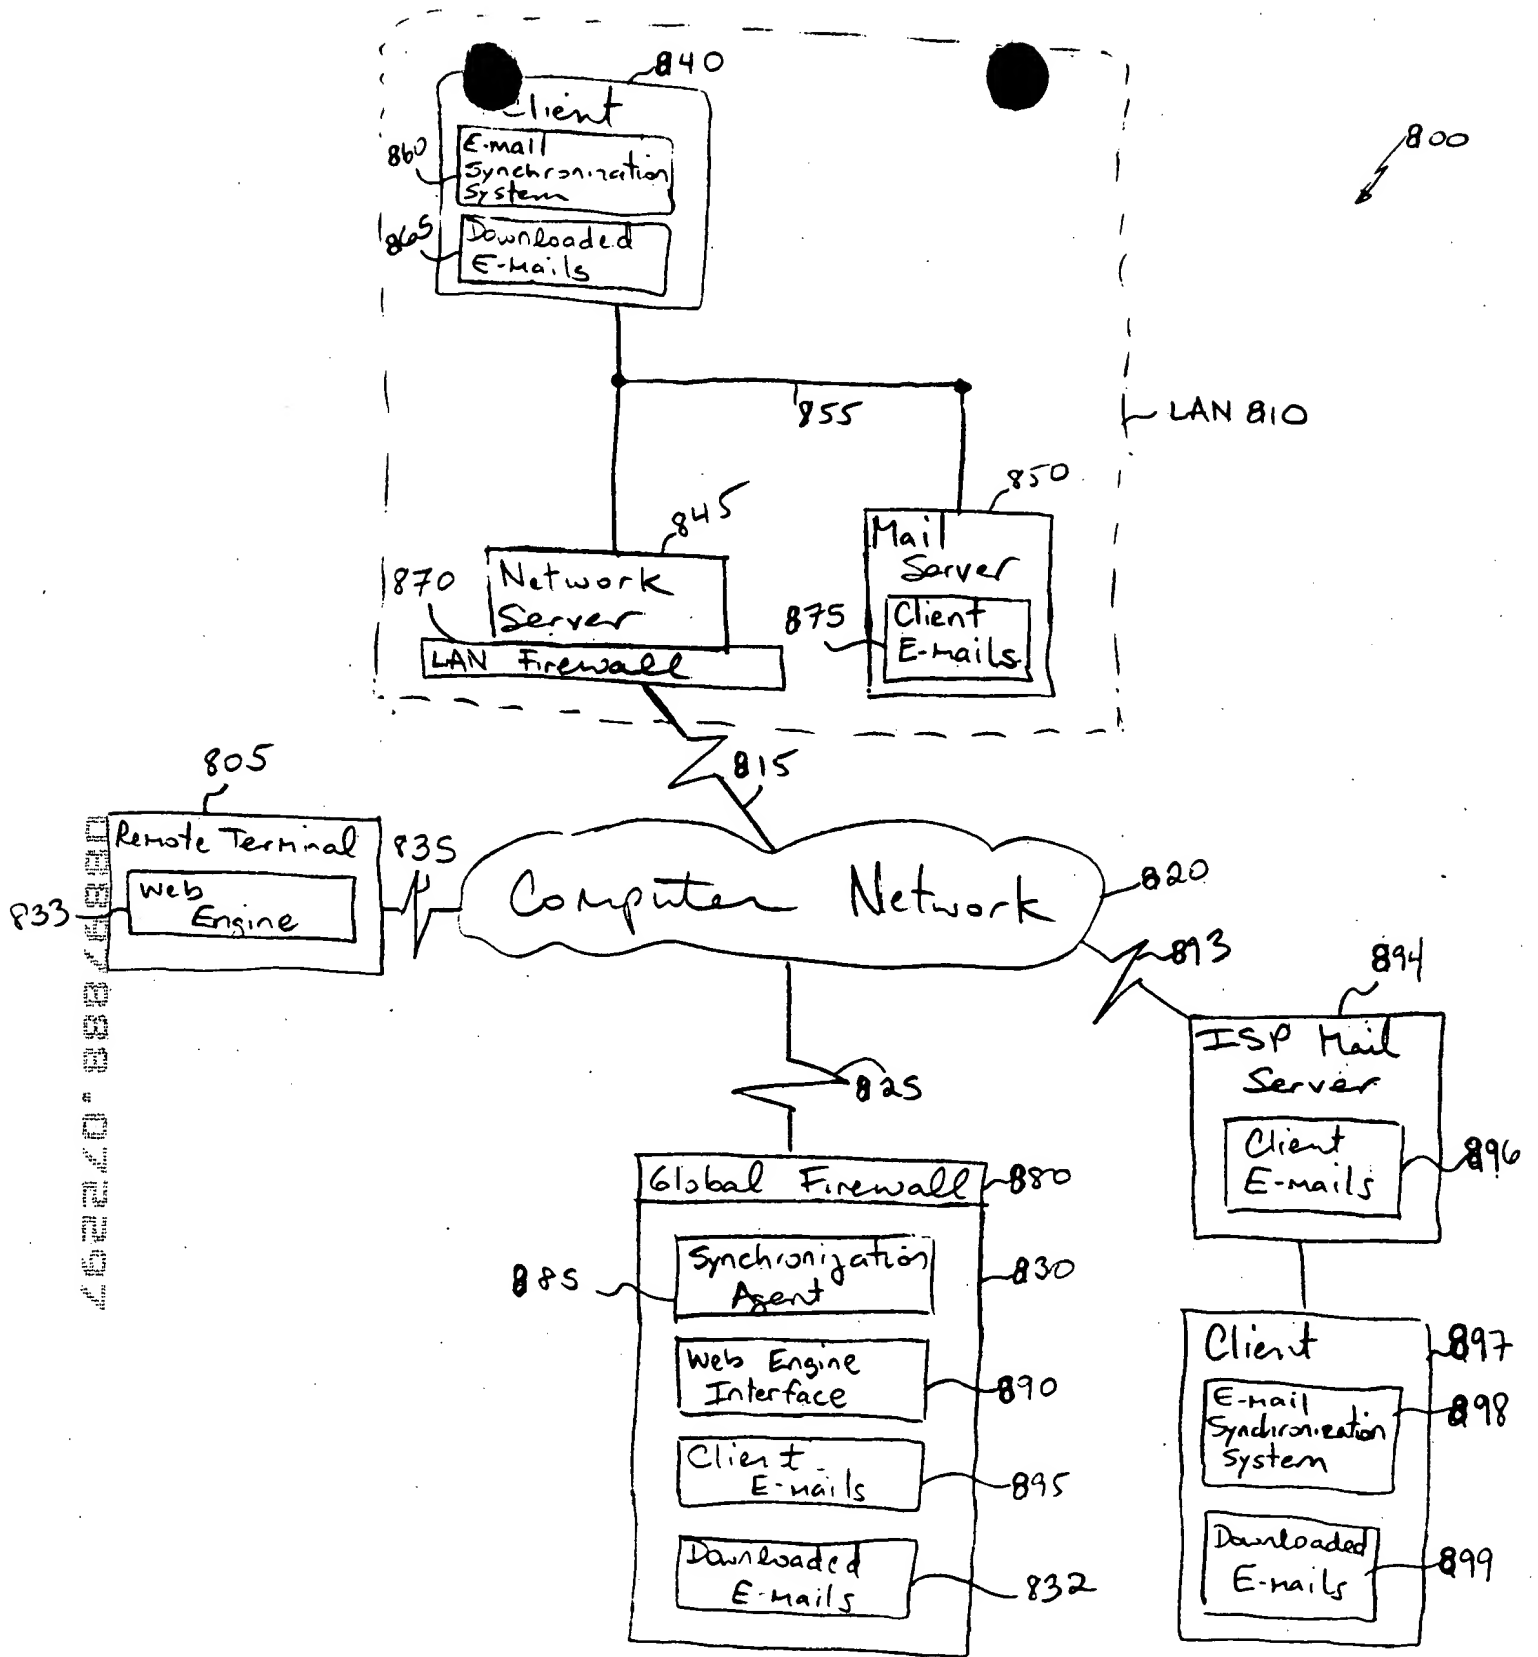 840
Client
860
E-mail
Synchronization
System
865
Downloaded
E-Mails
800
855
LAN 810
850
Mail
Server
875
Client
E-Mails
845
870
Network
Server
LAN Firewall
815
805
Remote Terminal
833
Web
Engine
835
Computer Network
820
893
894
ISP Mail
Server
Client
E-mails
896
825
Global Firewall
880
885
Synchronization
Agent
830
Web Engine
Interface
890
Client
E-mails
895
Downloaded
E-mails
832
Client
897
E-mail
Synchronization
System
898
Downloaded
E-mails
899